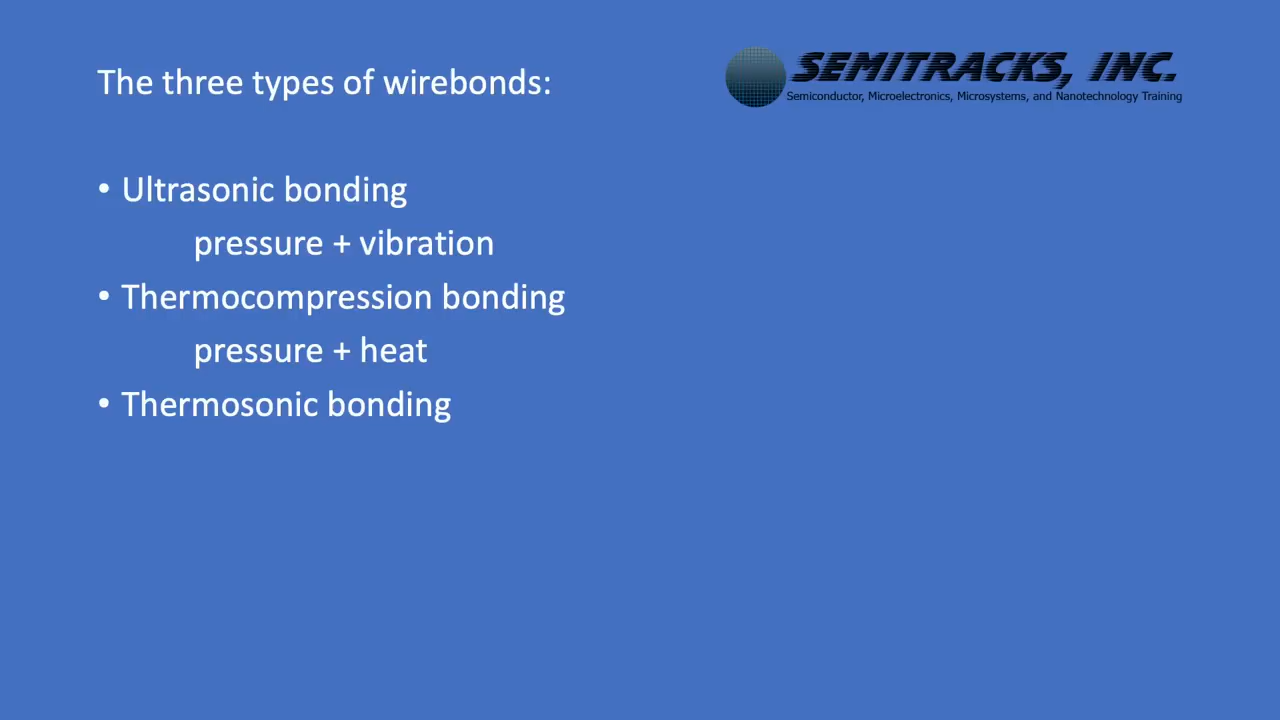 The three types of wirebonds:
SEMITRACKS, INC.
Semiconductor, Microelectronics, Microsystems, and Nanotechnology Training
• Ultrasonic bonding
pressure + vibration
• Thermocompression bonding
pressure + heat
• Thermosonic bonding